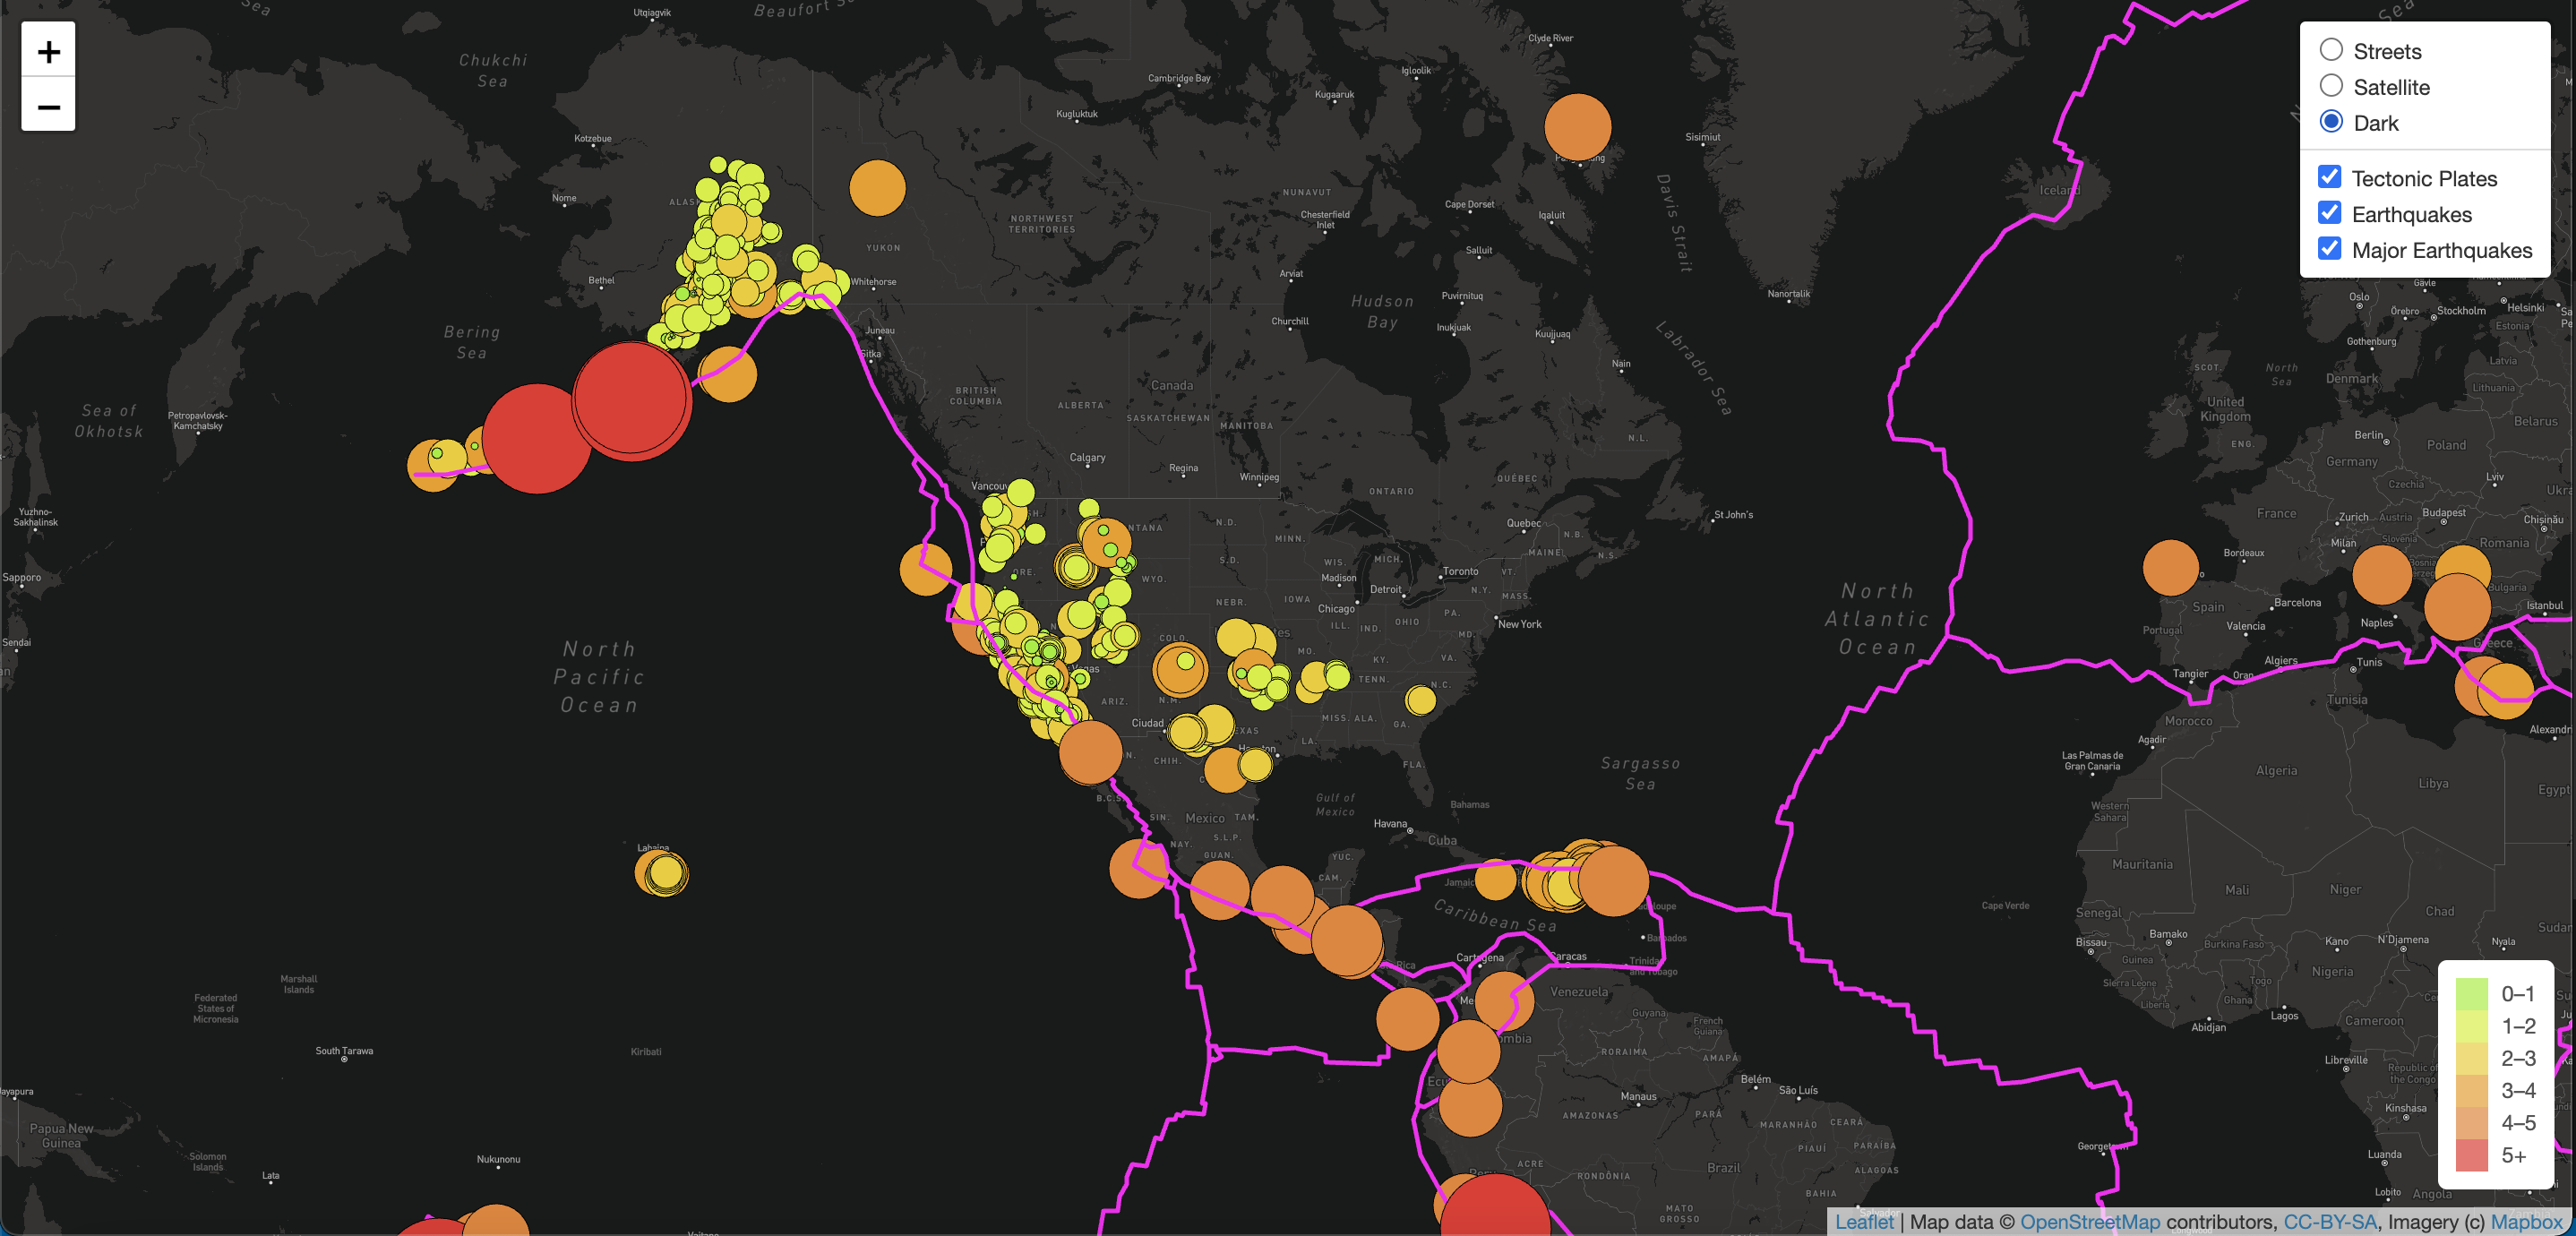 +
−
Streets
Satellite
Dark
Tectonic Plates
Earthquakes
Major Earthquakes
Utqiagvik
Beaufort
Sea
Chukchi
Sea
Clyde River
Cambridge Bay
Igloolik
Kugaaruk
Kugluktuk
Kotzebue
Sisimiut
Nome
NUNAVUT
Iceland
Cape Dorset
Iqaluit
Chesterfield
Inlet
NORTHWEST
TERRITORIES
YUKON
Davis Strait
Salluit
Bethel
Whitehorse
Arviat
Puvirnituq
Nanortalik
Hudson
Bay
Churchill
Inukjuak
Kuujjuaq
Juneau
Sitka
Bering
Sea
Labrador Sea
Nain
Gävle
Oslo
Örebro
Stockholm
Helsinki
Estonia
Gothenburg
Latvia
SCOT.
North
Sea
Denmark
Lithuania
BRITISH
COLUMBIA
Canada
ALBERTA
SASKATCHEWAN
MANITOBA
United
Kingdom
Belarus
Sea of
Okhotsk
Petropavlovsk-
Kamchatsky
N.L.
Berlin
Poland
ENG.
Germany
Calgary
Regina
Winnipeg
ONTARIO
QUÉBEC
Czechia
Lviv
Yuzhno-
Sakhalinsk
St John's
France
Zurich
Austria
Budapest
Chișinău
Quebec
N.B.
N.D.
MINN.
MAINE
N.S.
Milan
Slovenia
Romania
Bordeaux
Sapporo
ORE.
WYO.
S.D.
WIS.
MICH.
Madison
Toronto
VT.
Detroit
N.Y.
MASS.
Bulgaria
NEBR.
IOWA
Chicago
PA.
Spain
Barcelona
Istanbul
ILL.
IND.
OHIO
MD.
New York
North
Atlantic
Ocean
Portugal
Valencia
Naples
Greece
Sendai
North
Pacific
Ocean
COLO.
MO.
KY.
VA.
Tangier
Oran
Algiers
Tunis
TENN.
N.C.
ARIZ.
N.M.
Tunisia
Ciudad
MISS.
ALA.
GA.
Morocco
Agadir
LA.
CHIH.
Sargasso
Sea
FLA.
Las Palmas de
Gran Canaria
Algeria
Libya
Egypt
B.C.S.
Gulf of
Mexico
Bahamas
Western
Sahara
SIN.
Mexico
TAM.
Havana
S.L.P.
Cuba
NAY.
GUAN.
YUC.
Lahaina
CAM.
Mauritania
Mali
Niger
Chad
Caribbean Sea
Cape Verde
Senegal
Barbados
Bissau
Bamako
Burkina Faso
Kano
N'Djamena
Nyala
Cartagena
Caracas
Trinidad
and Tobago
Guinea
Nigeria
Marshall
Islands
Federated
States of
Micronesia
Venezuela
Sierra Leone
Liberia
Togo
Ghana
Lagos
Abidjan
Cameroon
Guyana
French
Guiana
South Tarawa
Kiribati
RORAIMA
AMAPÁ
Libreville
Belém
São Luís
Manaus
AMAZONAS
PARÁ
MARANHÃO
CEARÁ
PIAUÍ
PARAÍBA
Kinshasa
Papua New
Guinea
Solomon
Islands
Lata
Nukunonu
ACRE
RONDÔNIA
Brazil
ALAGOAS
BAHIA
MATO
GROSSO
Luanda
Lobito
Angola
0–1
1–2
2–3
3–4
4–5
5+
Leaflet | Map data © OpenStreetMap contributors, CC-BY-SA, Imagery (c) Mapbox